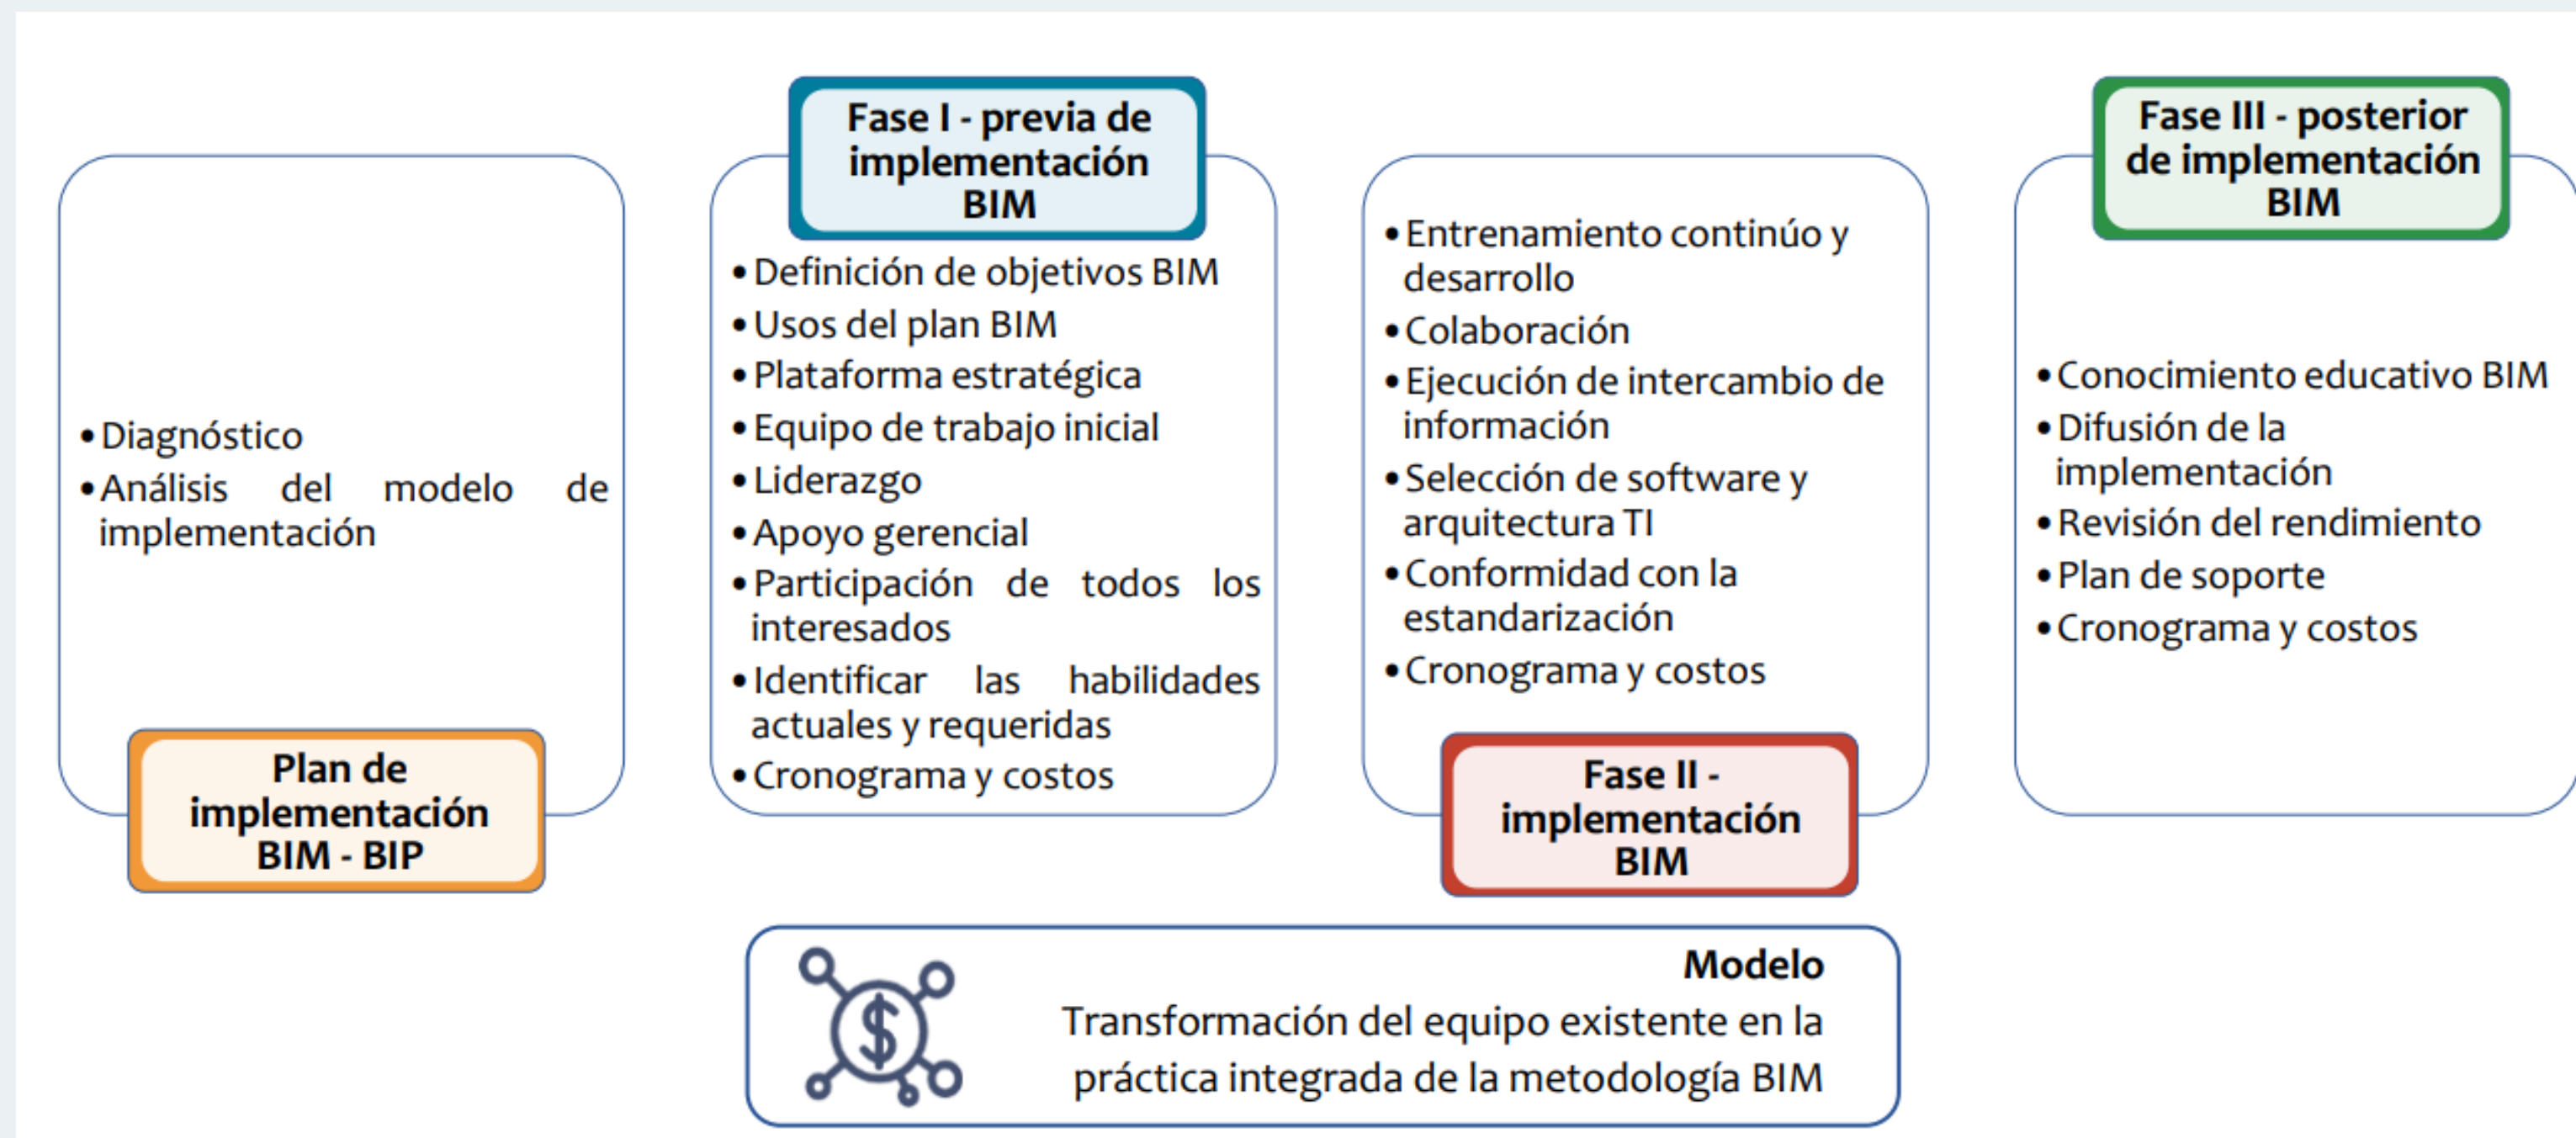 • Diagnóstico
• Análisis del modelo de
implementación
Plan de
implementación
BIM - BIP
Fase I - previa de
implementación
BIM
• Definición de objetivos BIM
• Usos del plan BIM
• Plataforma estratégica
• Equipo de trabajo inicial
• Liderazgo
• Apoyo gerencial
• Participación de todos los
interesados
• Identificar las habilidades
actuales y requeridas
• Cronograma y costos
• Entrenamiento continúo y
desarrollo
• Colaboración
• Ejecución de intercambio de
información
• Selección de software y
arquitectura TI
• Conformidad con la
estandarización
• Cronograma y costos
Fase II -
implementación
BIM
Fase III - posterior
de implementación
BIM
• Conocimiento educativo BIM
• Difusión de la
implementación
• Revisión del rendimiento
• Plan de soporte
• Cronograma y costos
$
Modelo
Transformación del equipo existente en la
práctica integrada de la metodología BIM